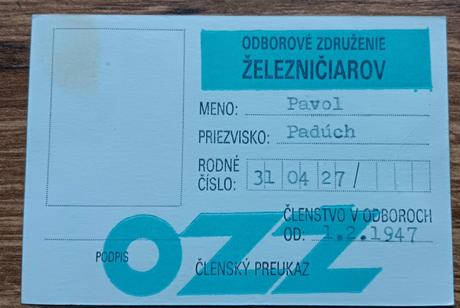 ODBOROVÉ ZDRUŽENIE
ŽELEZNIČIAROV
MENO: Pavol
PRIEZVISKO: Padúch
RODNÉ
ČÍSLO: 31 04 27/
ČLENSTVO V ODBOROCH
OD: 1.2.1947
PODPIS
OZZ
ČLENSKÝ PREUKAZ